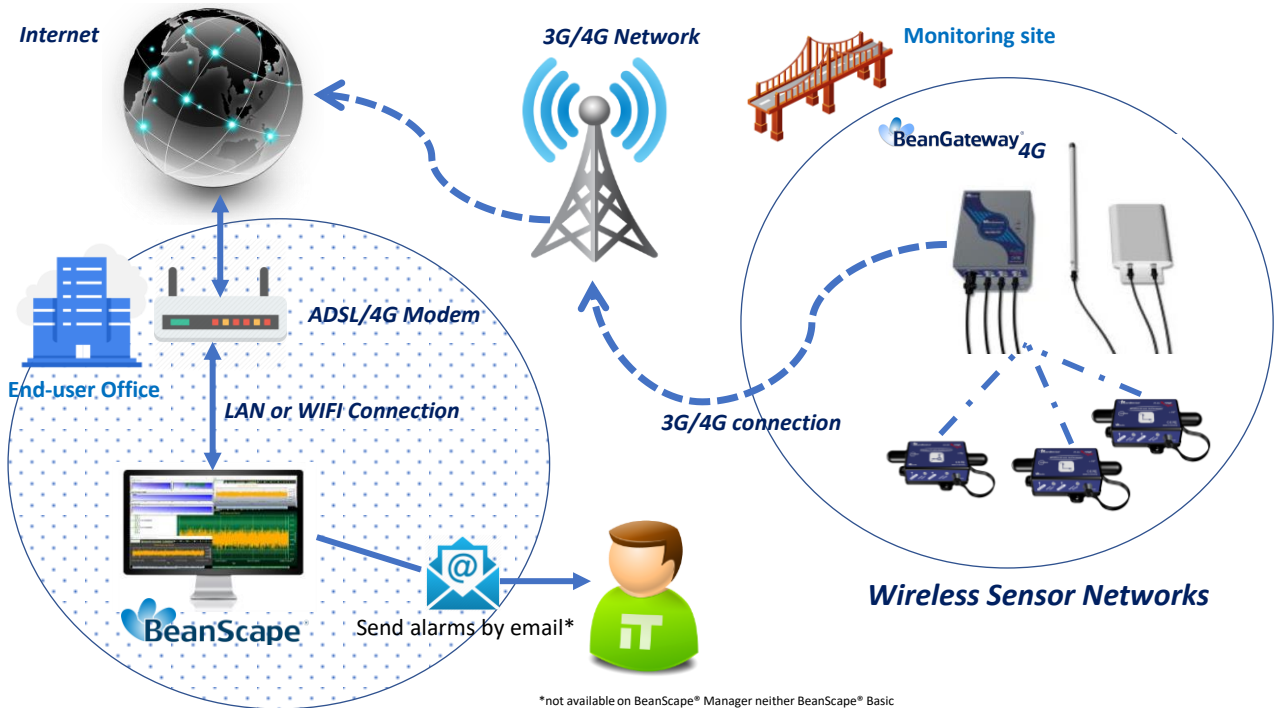 Internet
3G/4G Network
Monitoring site
BeanGateway®
4G
ADSL/4G Modem
End-user Office
LAN or WIFI Connection
3G/4G connection
@
BeanScape®
Send alarms by email*
iT
Wireless Sensor Networks
*not available on BeanScape® Manager neither BeanScape® Basic